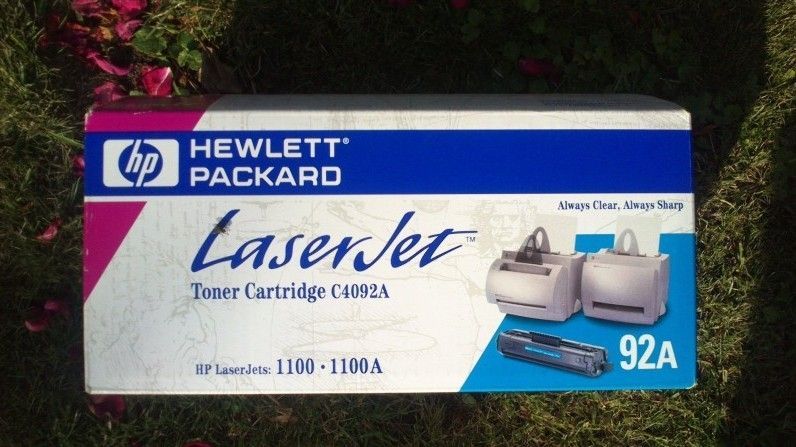 hp HEWLETT®
PACKARD
Always Clear, Always Sharp
LaserJet™
Toner Cartridge C4092A
HP LaserJets: 1100 · 1100A
92A